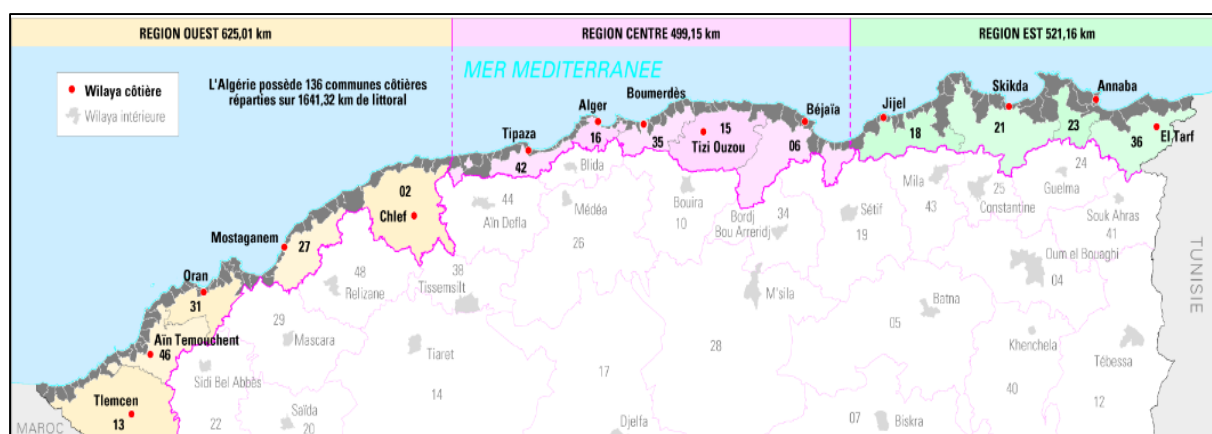 REGION OUEST 625,01 km
REGION CENTRE 499,15 km
REGION EST 521,16 km
MER MEDITERRANEE
Wilaya côtière
Wilaya intérieure
L'Algérie possède 136 communes côtières
réparties sur 1641,32 km de littoral
Tipaza
42
Alger
16
Boumerdès
35
15
Tizi Ouzou
Béjaïa
06
Jijel
18
Skikda
21
Annaba
23
El Tarf
36
02
Chlef
Mostaganem
27
Oran
31
Aïn Temouchent
46
Tlemcen
13
Blida
44
Aïn Defla
Médéa
26
Bouira
10
Bordj
Bou Arreridj
34
Sétif
19
Mila
43
25
Constantine
24
Guelma
Souk Ahras
41
Oum el Bouaghi
04
TUNISIE
48
Relizane
38
Tissemsilt
29
Mascara
Tiaret
14
Sidi Bel Abbès
22
Saïda
20
17
Djelfa
M'sila
28
Batna
05
Khenchela
40
Tébessa
12
07
Biskra
MAROC